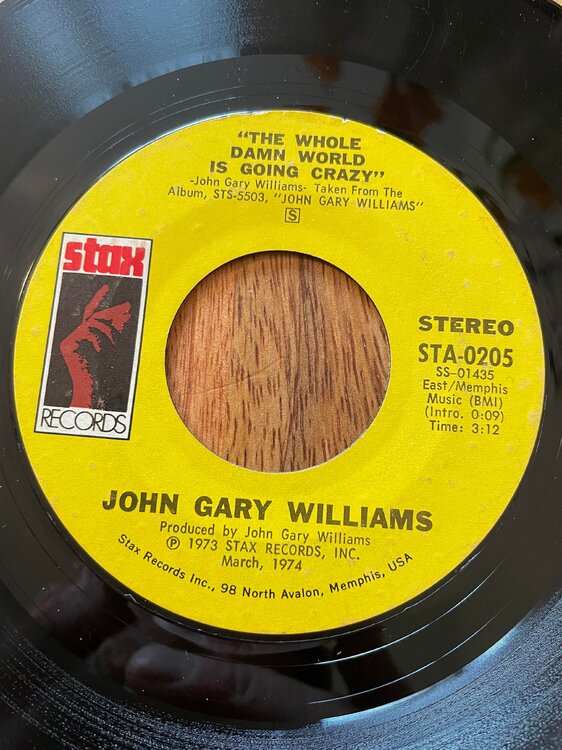 "THE WHOLE
DAMN WORLD
IS GOING CRAZY"
-John Gary Williams- Taken From The
Album, STS-5503, "JOHN GARY WILLIAMS"
S
stax
RECORDS
STEREO
STA-0205
SS-01435
East/Memphis
Music (BMI)
(Intro. 0:09)
Time: 3:12
JOHN GARY WILLIAMS
Produced by John Gary Williams
Ⓟ 1973 STAX RECORDS, INC.
March, 1974
Stax Records Inc., 98 North Avalon, Memphis, USA